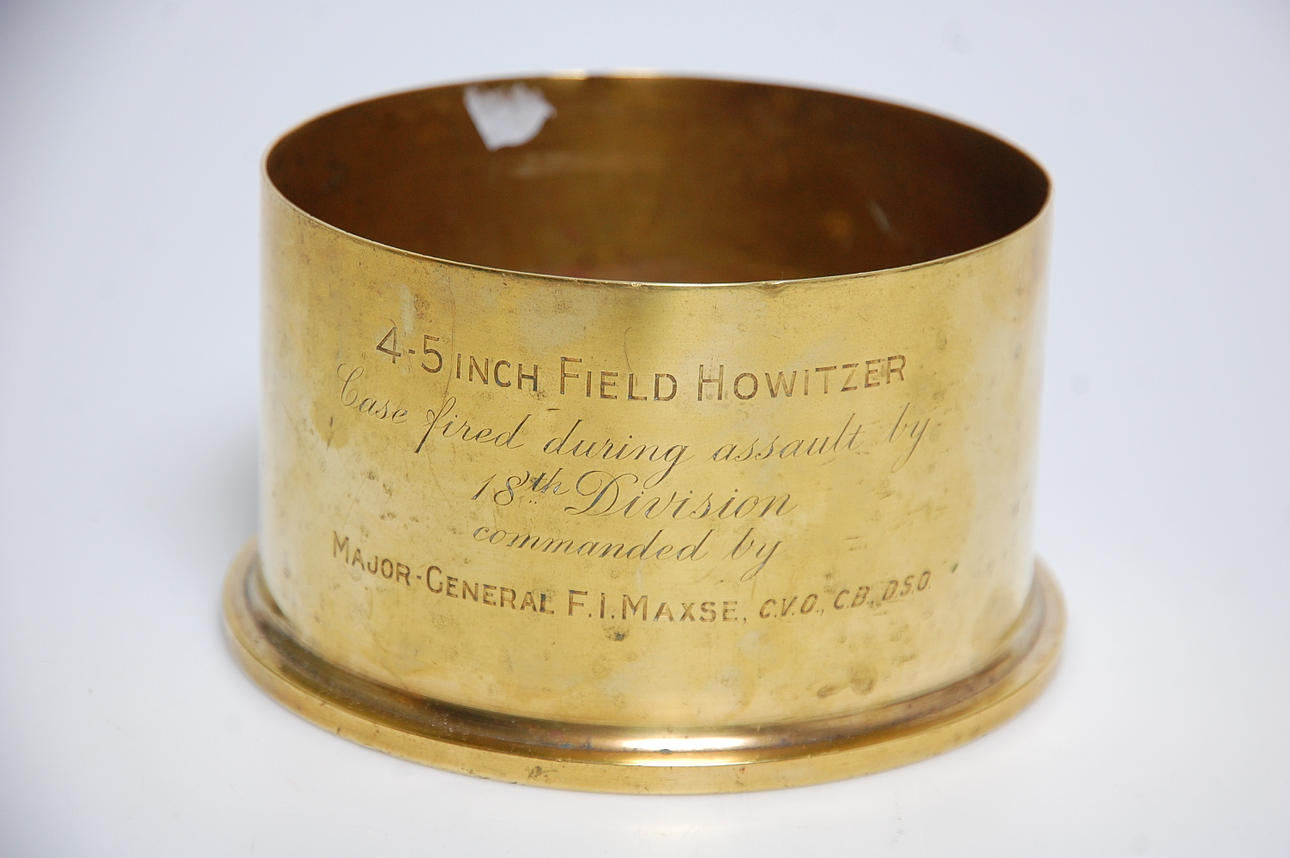 4-5 INCH FIELD HOWITZER
Case fired during assault by
18th Division
commanded by
MAJOR-GENERAL F.I. MAXSE, C.V.O., C.B., D.S.O.